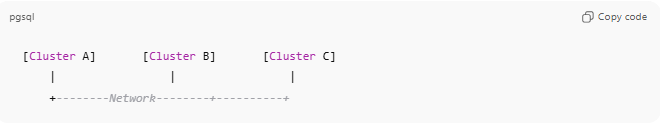 pgsql Copy code
[Cluster A]       [Cluster B]       [Cluster C]
    |                 |                 |
    +--------Network--------+----------+